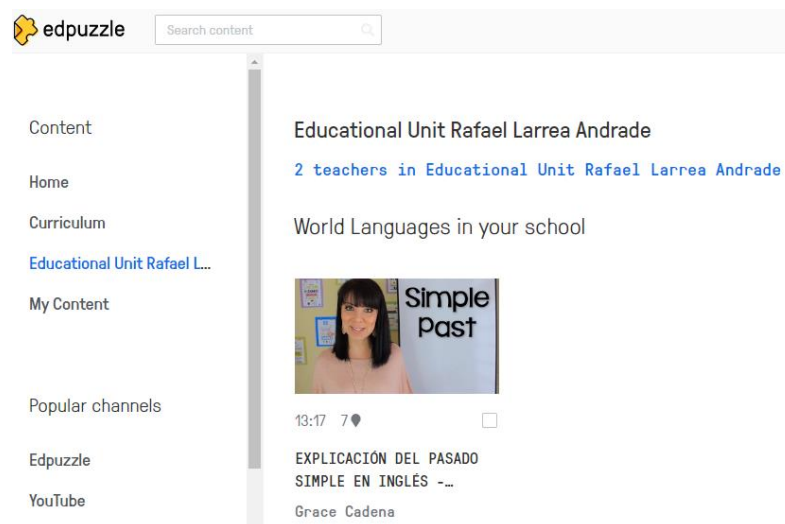 edpuzzle
Search content
Content
Home
Curriculum
Educational Unit Rafael L...
My Content
Popular channels
Edpuzzle
YouTube
Educational Unit Rafael Larrea Andrade
2 teachers in Educational Unit Rafael Larrea Andrade
World Languages in your school
Simple
Past
13:17 7
EXPLICACIÓN DEL PASADO
SIMPLE EN INGLÉS -…
Grace Cadena